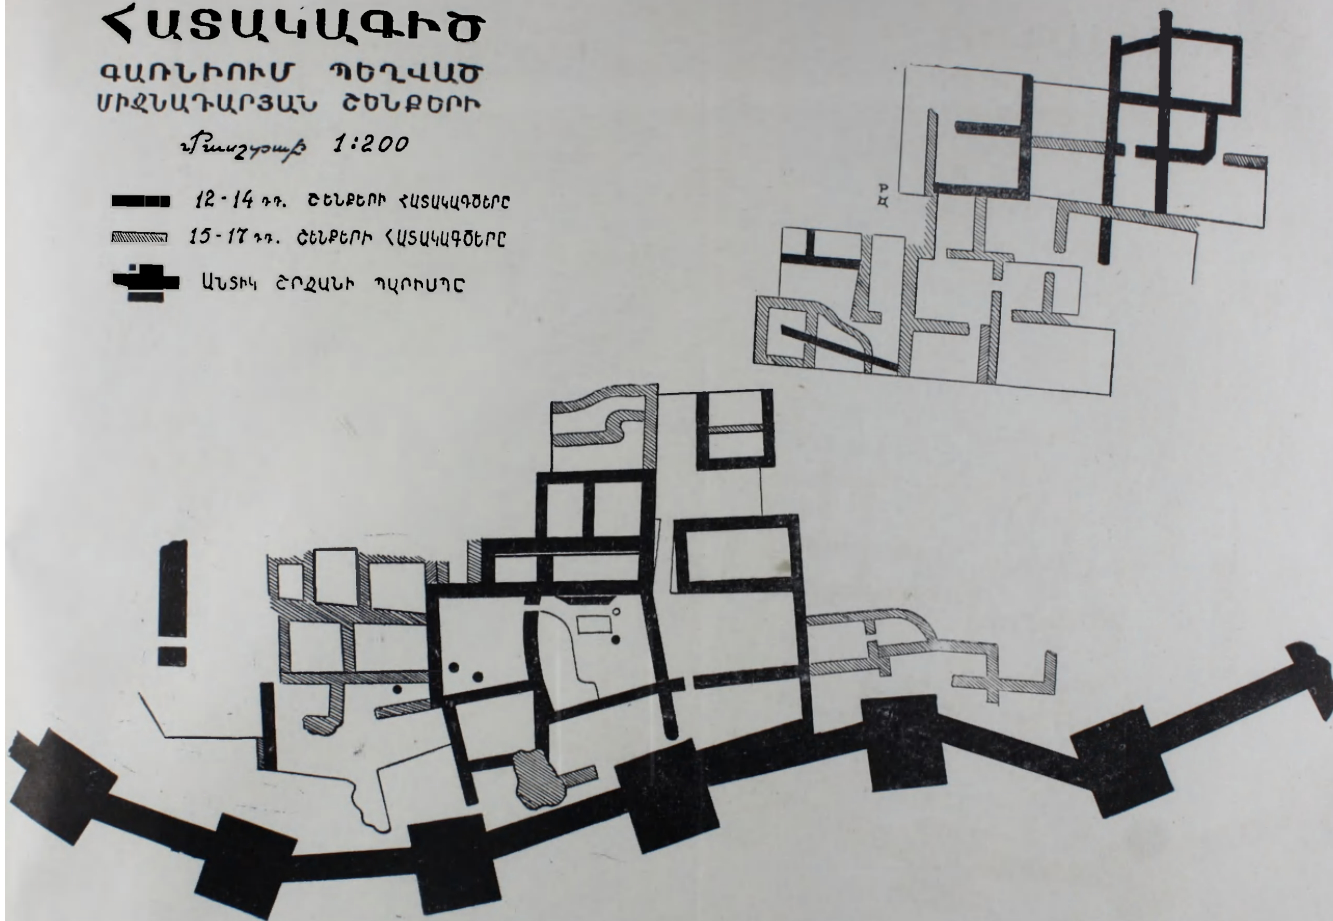 ՀԱՏԱԿԱԳԻԾ
ԳԱՌՆԻՈՒՄ ՊԵՂՎԱԾ
ՄԻՋՆԱԴԱՐՅԱՆ ՇԵՆՔԵՐԻ
Մասշտաբ 1:200
12-14 դդ. ՇԵՆՔԵՐԻ ՀԱՏԱԿԱԳԾԵՐԸ
15-17 դդ. ՇԵՆՔԵՐԻ ՀԱՏԱԿԱԳԾԵՐԸ
ԱՆՏԻԿ ՇՐՋԱՆԻ ՊԱՐԻՍՊԸ